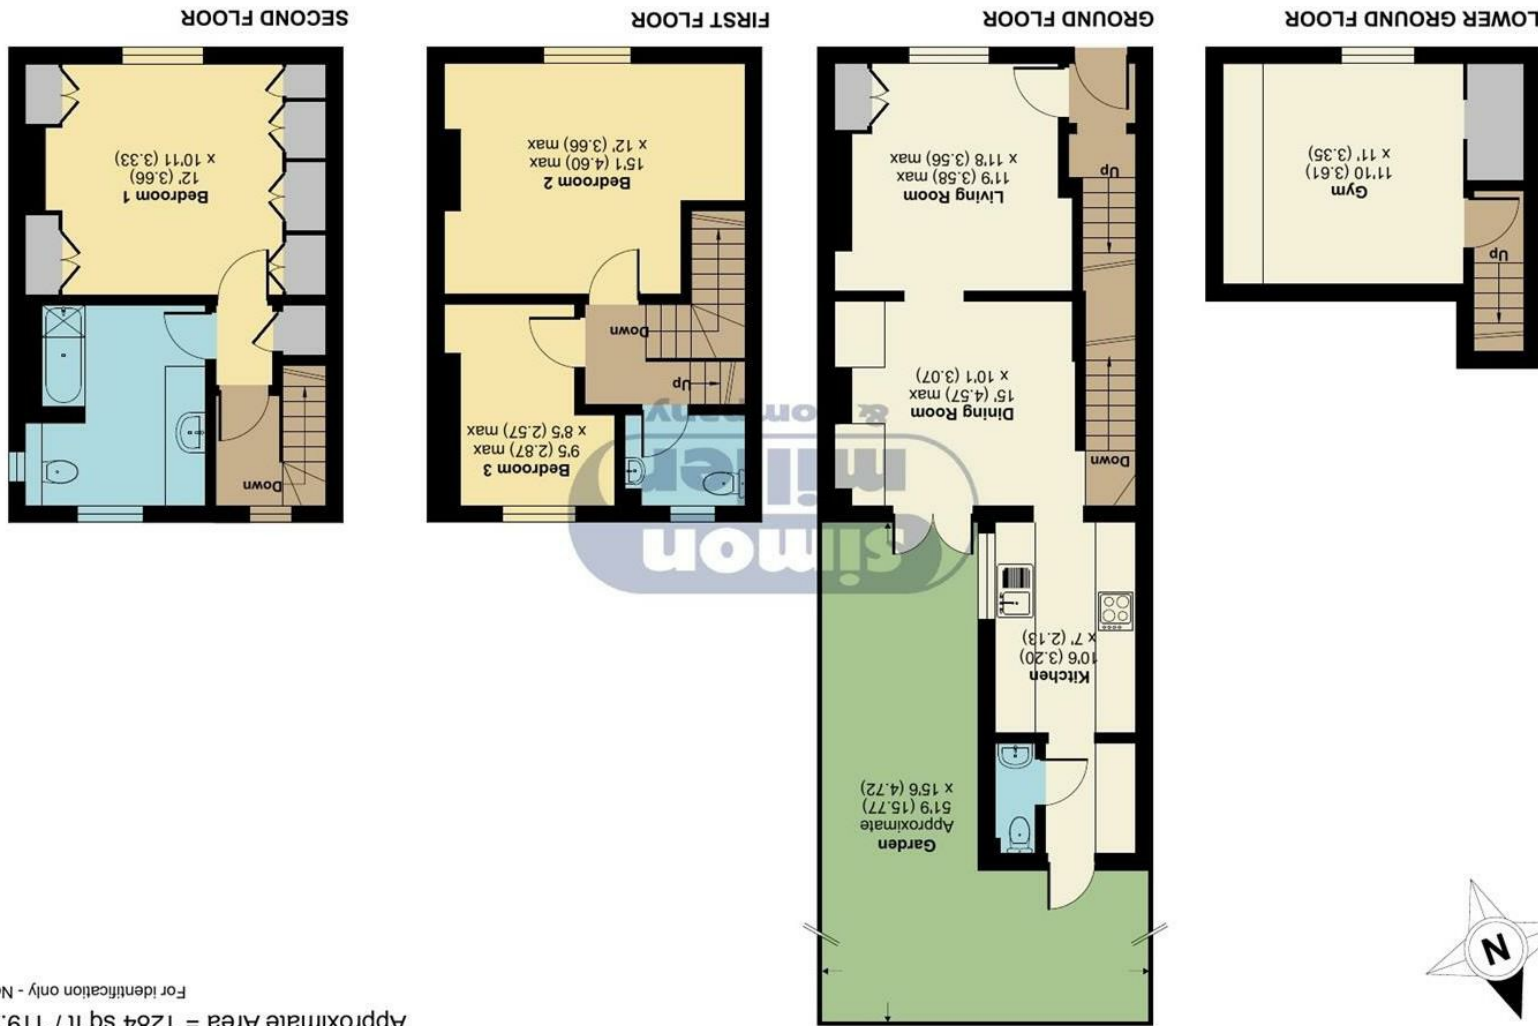 Approximate Area = 1284 sq ft / 119.
For identification only - No
N
Garden
Approximate
51'9 (15.77)
x 15'6 (4.72)
Kitchen
10'6 (3.20)
x 7' (2.13)
simon
miller
& company
Down
Dining Room
15' (4.57) max
x 10'1 (3.07)
Up
Living Room
11'9 (3.58) max
x 11'8 (3.56) max
Up
Gym
11'10 (3.61)
x 11' (3.35)
Bedroom 3
9'5 (2.87) max
x 8'5 (2.57) max
Up
Down
Bedroom 2
15'1 (4.60) max
x 12' (3.66) max
Down
Bedroom 1
12' (3.66)
x 10'11 (3.33)
LOWER GROUND FLOOR
GROUND FLOOR
FIRST FLOOR
SECOND FLOOR